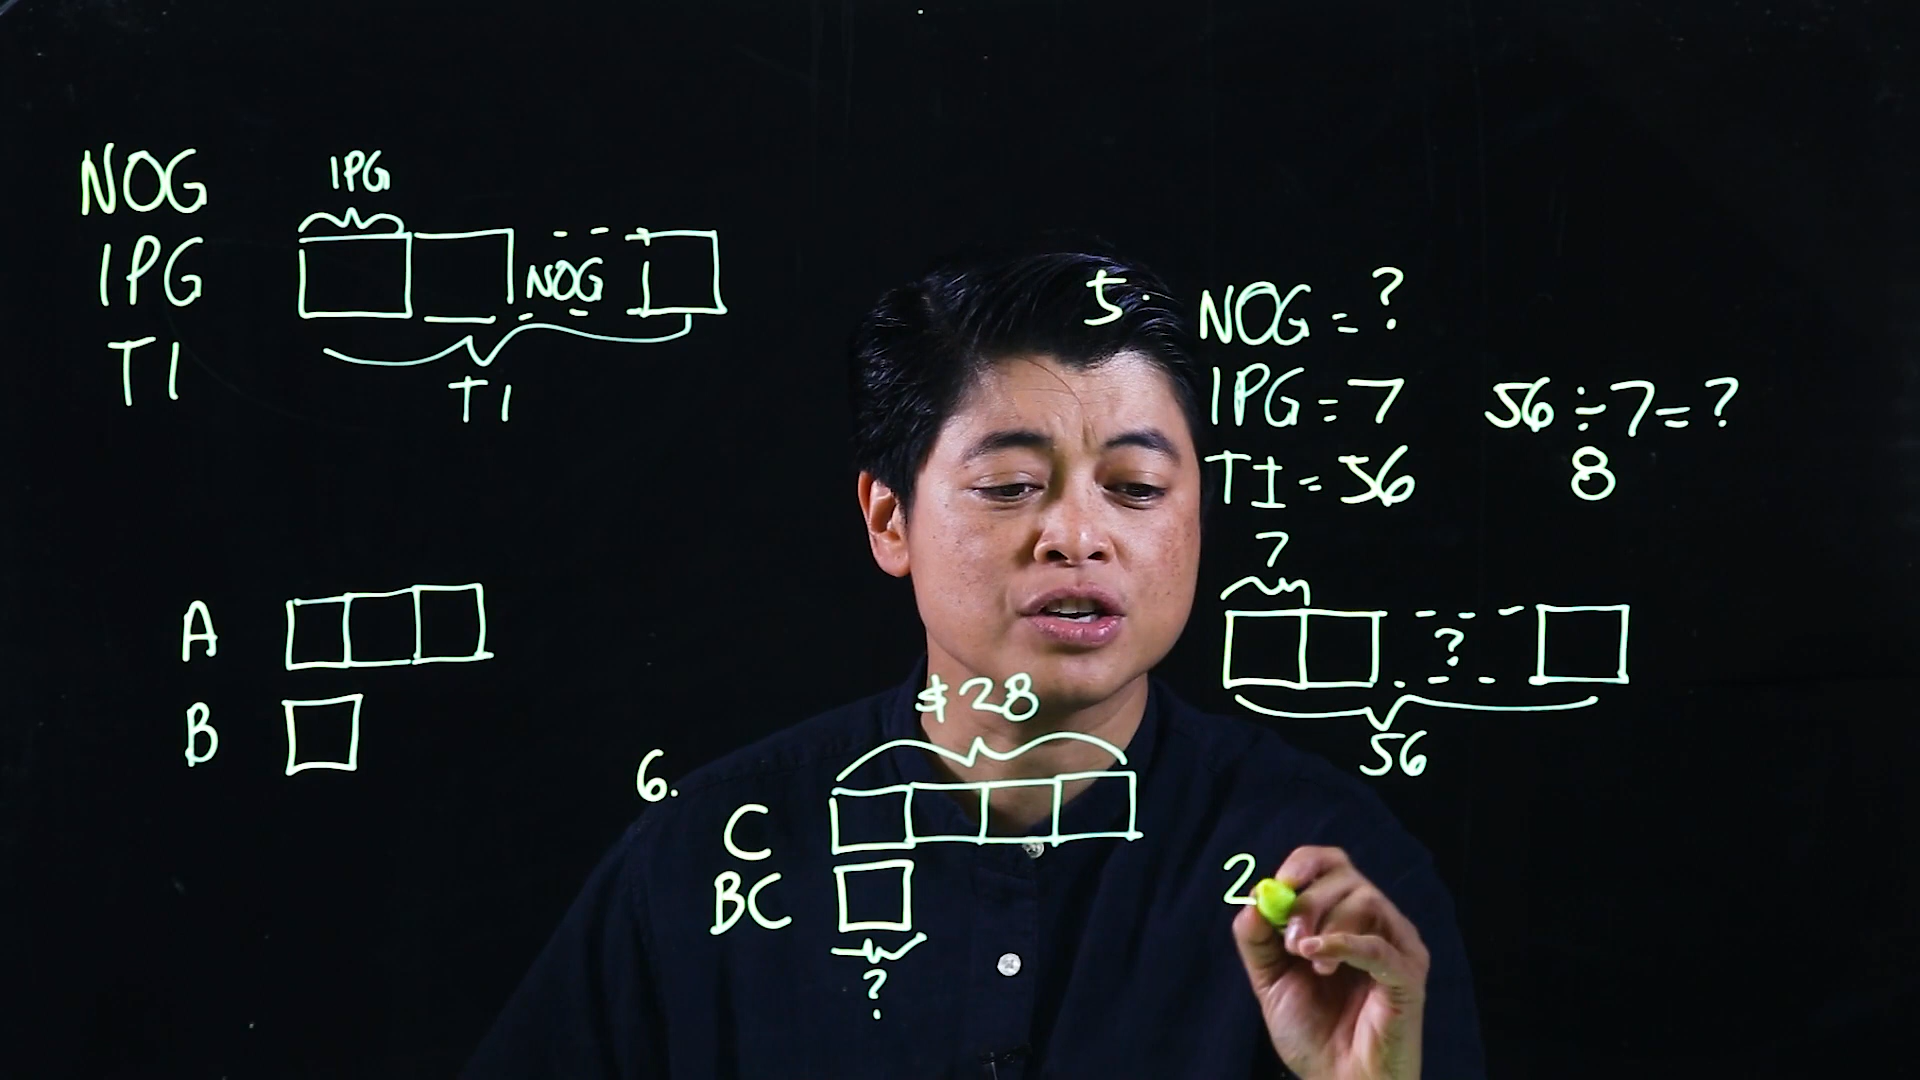 NOG
IPG
TI
IPG
NOG
TI
A
B
5.
NOG = ?
IPG = 7
TI = 56
56 ÷ 7 = ?
8
7
?
56
6.
$28
C
BC
?
2